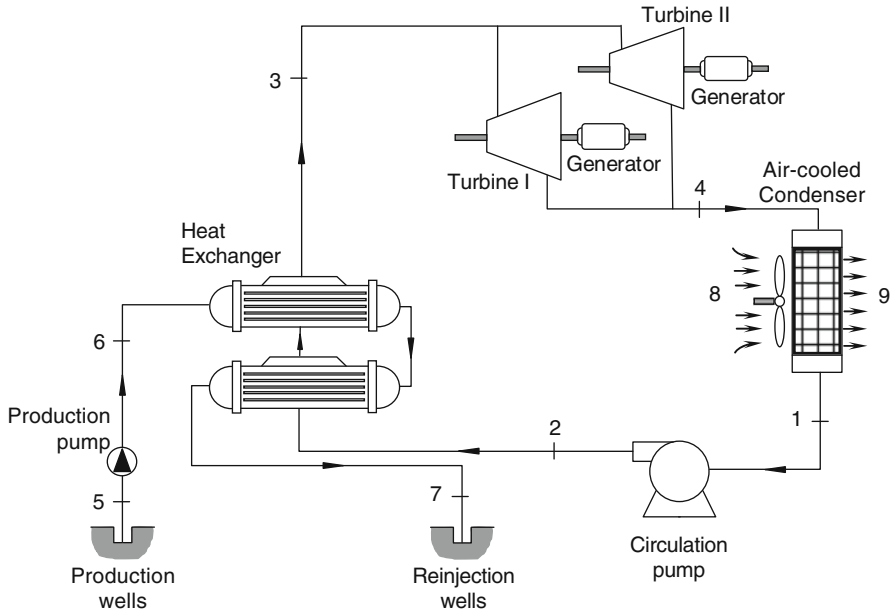 Turbine II
3
Generator
Turbine I
Generator
Air-cooled
Condenser
4
Heat
Exchanger
8
9
6
Production
pump
2
1
5
7
Production
wells
Reinjection
wells
Circulation
pump